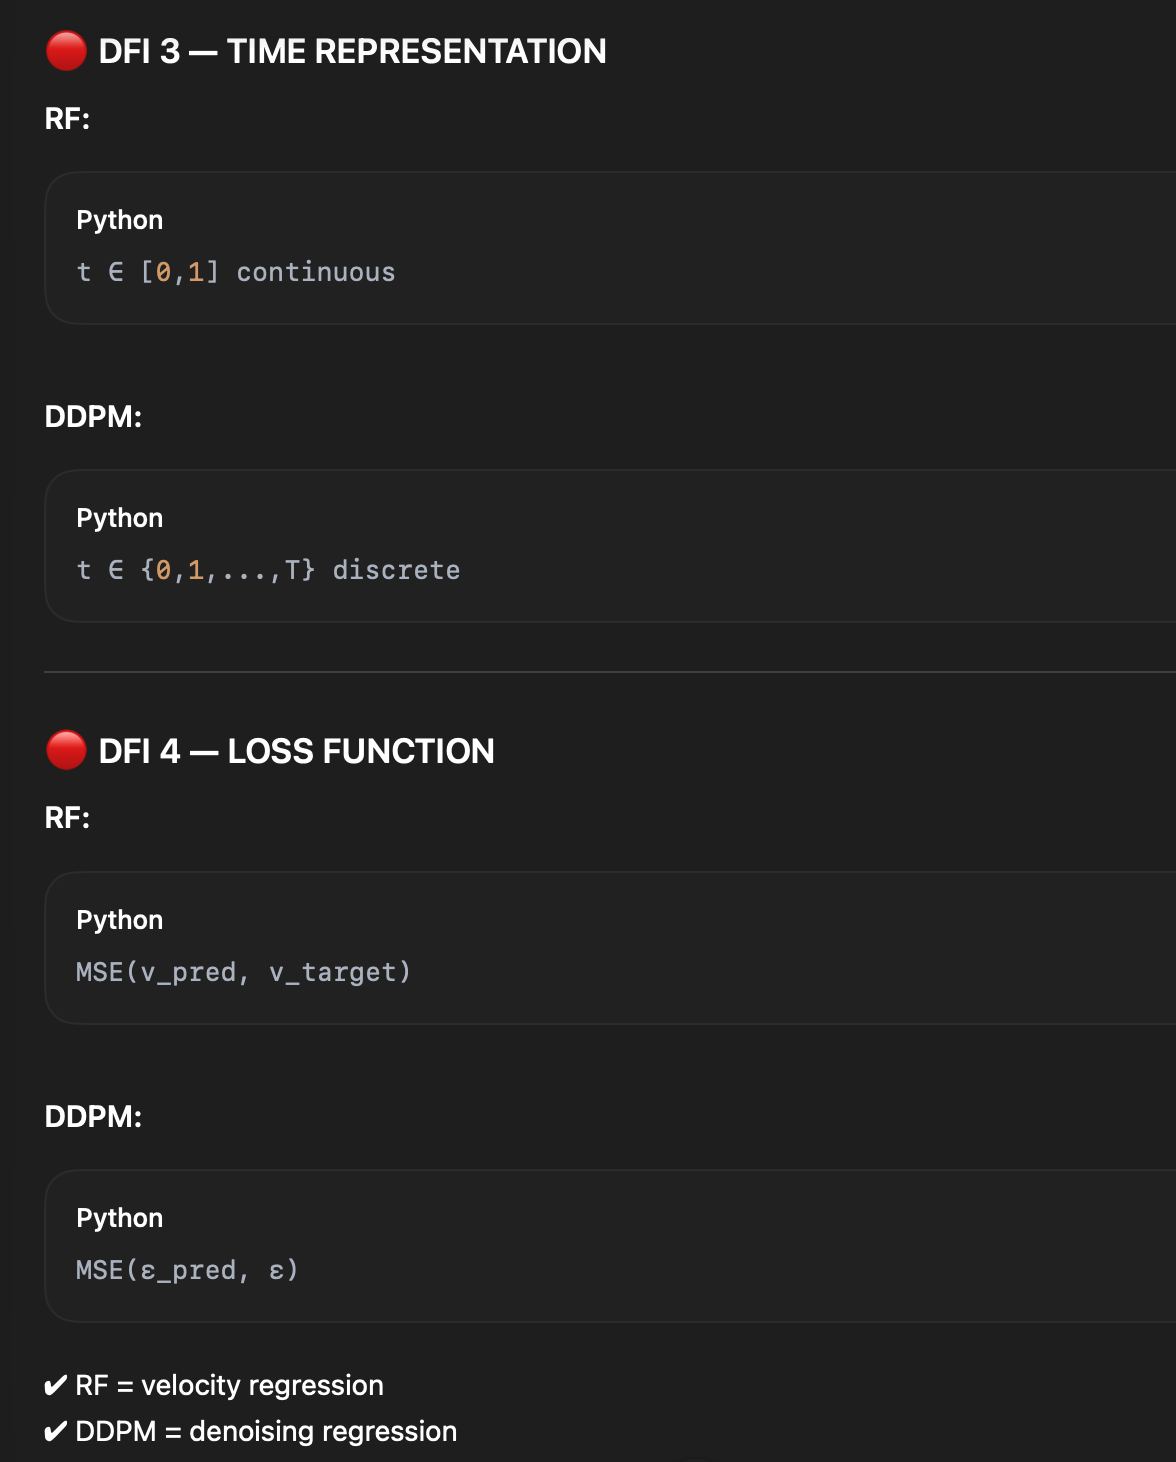 🔴 DFI 3 — TIME REPRESENTATION
RF:
Python
t ∈ [0,1] continuous
DDPM:
Python
t ∈ {0,1,...,T} discrete
🔴 DFI 4 — LOSS FUNCTION
RF:
Python
MSE(v_pred, v_target)
DDPM:
Python
MSE(ε_pred, ε)
✔ RF = velocity regression
✔ DDPM = denoising regression